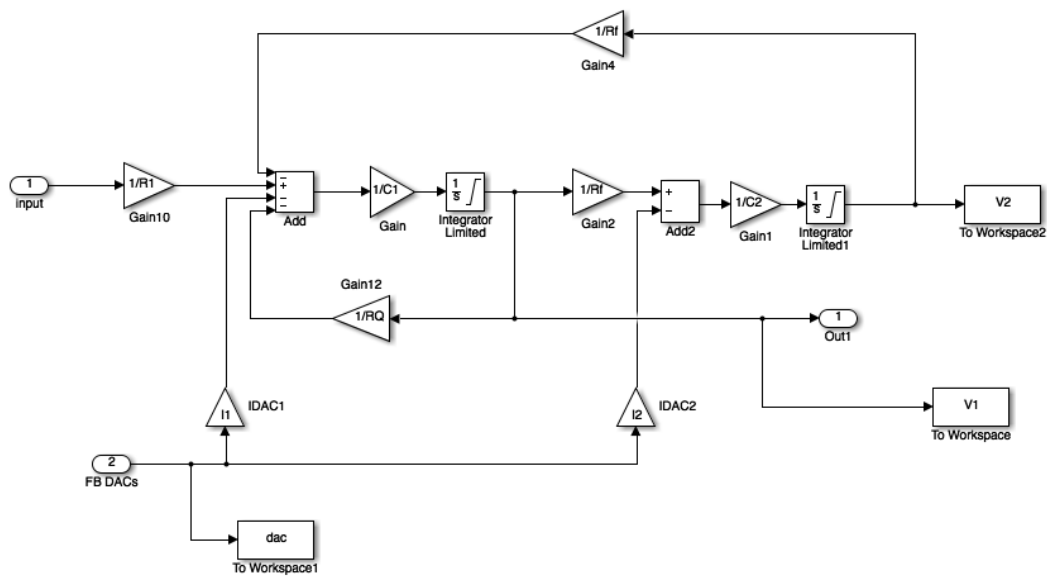 1/Rf
Gain4
1
input
1/R1
Gain10
−
+
−
−
Add
1/C1
Gain
1
s
Integrator
Limited
1/Rf
Gain2
+
−
Add2
1/C2
Gain1
1
s
Integrator
Limited1
V2
To Workspace2
Gain12
1/RQ
1
Out1
I1
IDAC1
I2
IDAC2
V1
To Workspace
2
FB DACs
dac
To Workspace1